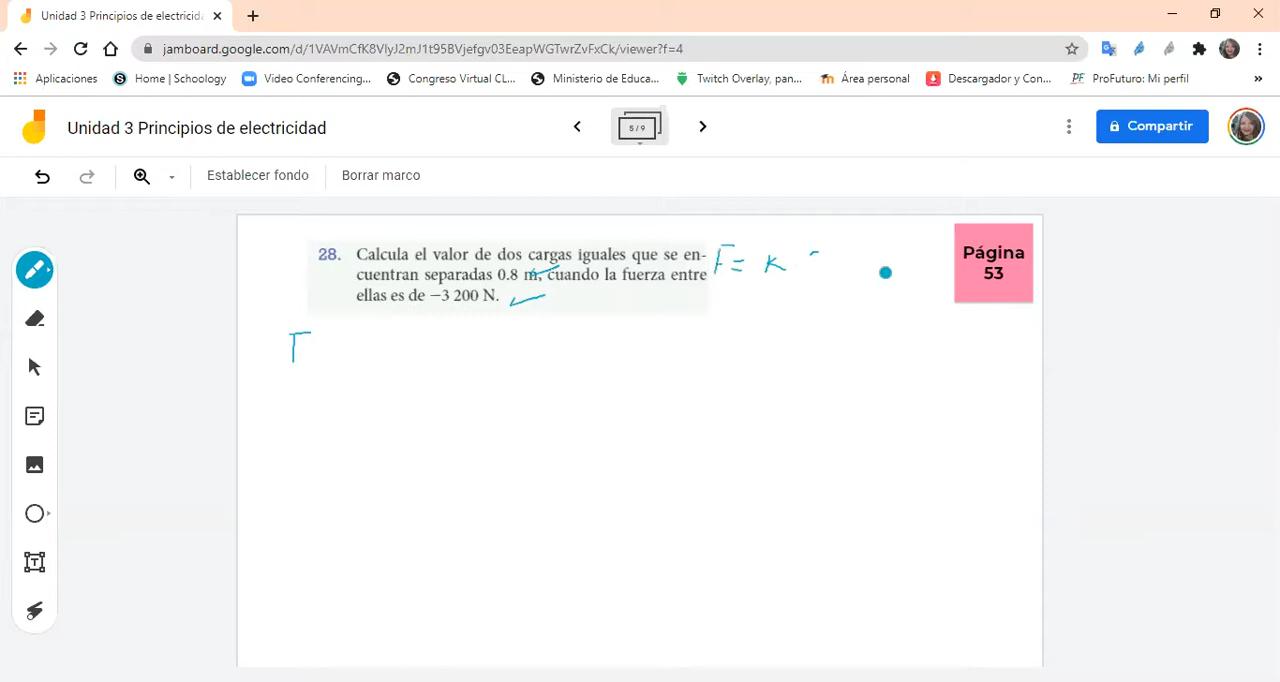 Unidad 3 Principios de electricida
jamboard.google.com/d/1VAVmCfK8VlyJ2mJ1t95BVjefgv03EeapWGTwrZvFxCk/viewer?f=4
Aplicaciones Home | Schoology Video Conferencing... Congreso Virtual CL... Ministerio de Educa... Twitch Overlay, pan... Área personal Descargador y Con... PF ProFuturo: Mi perfil »
Unidad 3 Principios de electricidad
5 / 9
Compartir
Establecer fondo Borrar marco
28. Calcula el valor de dos cargas iguales que se en-
cuentran separadas 0.8 m, cuando la fuerza entre
ellas es de −3 200 N.
F = K
Página
53